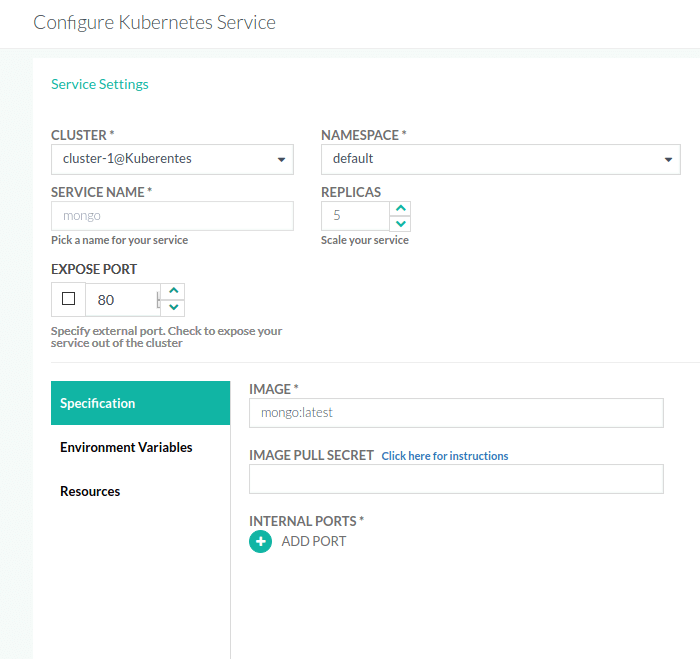 Configure Kubernetes Service
Service Settings
CLUSTER *
NAMESPACE *
cluster-1@Kuberentes
default
SERVICE NAME *
REPLICAS
mongo
5
Pick a name for your service
Scale your service
EXPOSE PORT
80
Specify external port. Check to expose your
service out of the cluster
Specification
IMAGE *
mongo:latest
Environment Variables
IMAGE PULL SECRET Click here for instructions
Resources
INTERNAL PORTS *
ADD PORT